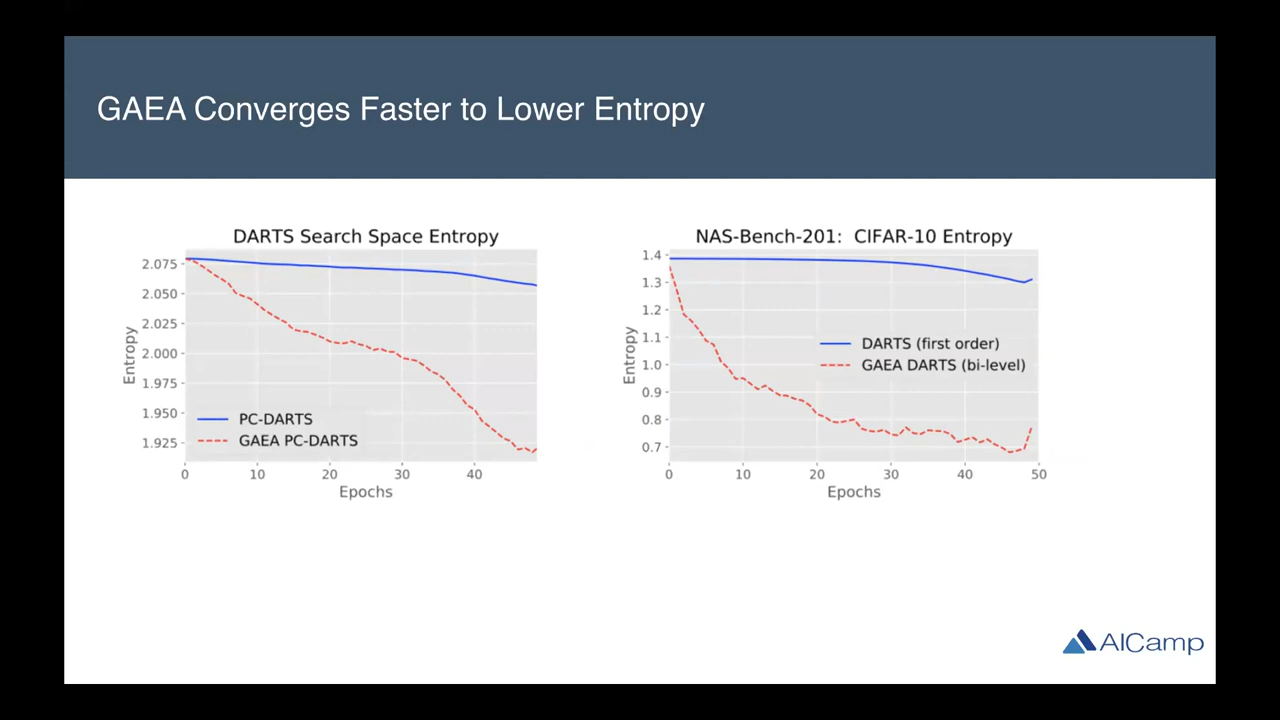 GAEA Converges Faster to Lower Entropy
DARTS Search Space Entropy
2.075
2.050
2.025
2.000
1.975
1.950
1.925
Entropy
PC-DARTS
GAEA PC-DARTS
0 10 20 30 40
Epochs
NAS-Bench-201: CIFAR-10 Entropy
1.4
1.3
1.2
1.1
1.0
0.9
0.8
0.7
Entropy
DARTS (first order)
GAEA DARTS (bi-level)
0 10 20 30 40 50
Epochs
AICamp